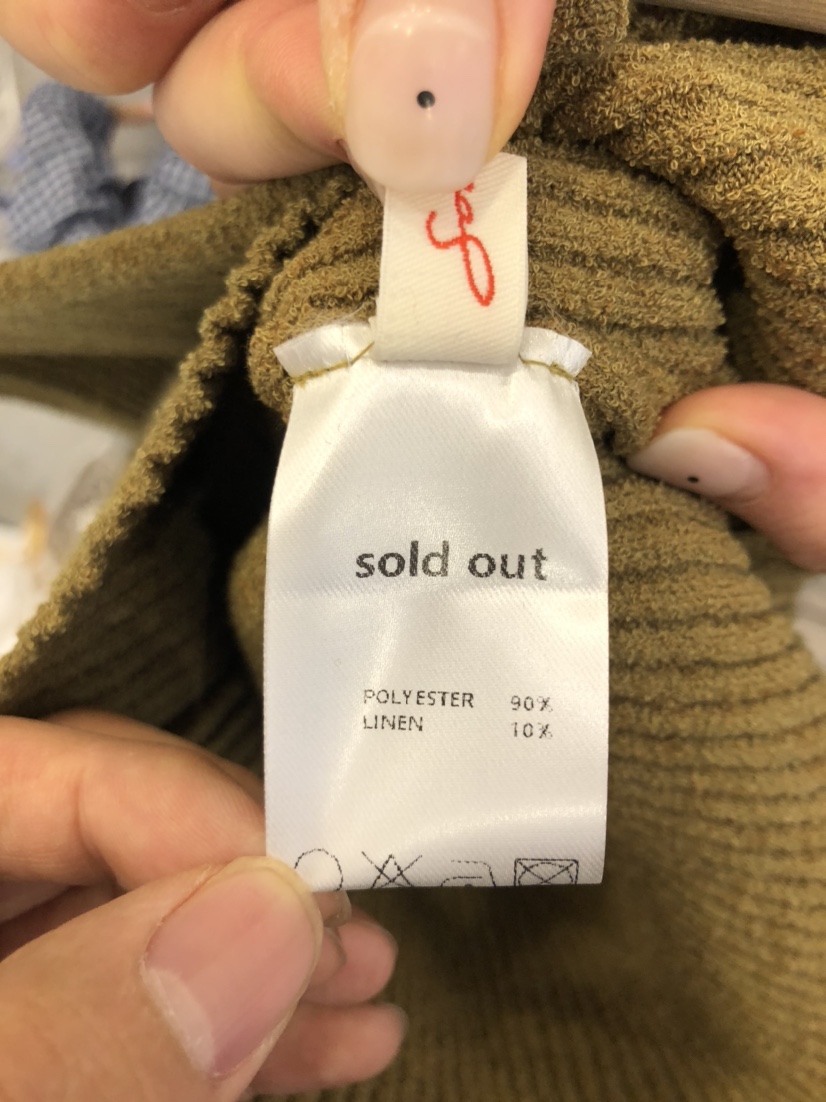 sold out
POLYESTER 90%
LINEN 10%